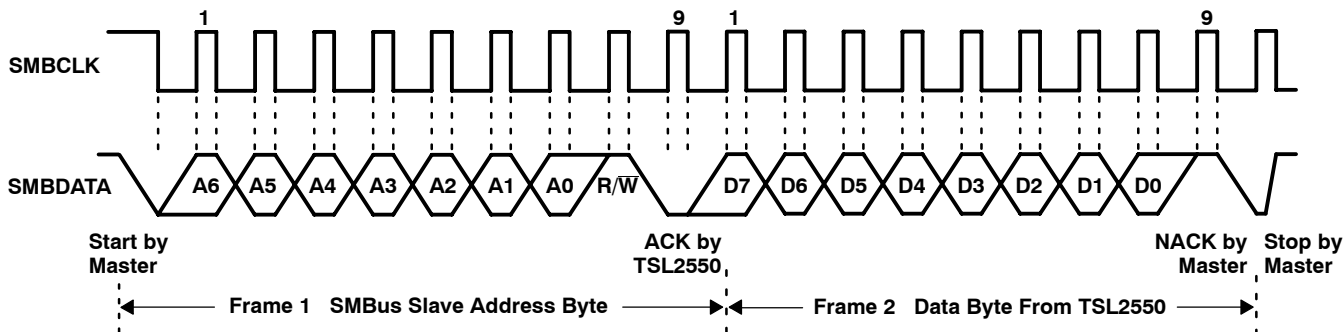 1 9 1 9
SMBCLK
SMBDATA A6 A5 A4 A3 A2 A1 A0 R/W̅ D7 D6 D5 D4 D3 D2 D1 D0
Start by Master
ACK by TSL2550
NACK by Master
Stop by Master
Frame 1 SMBus Slave Address Byte
Frame 2 Data Byte From TSL2550